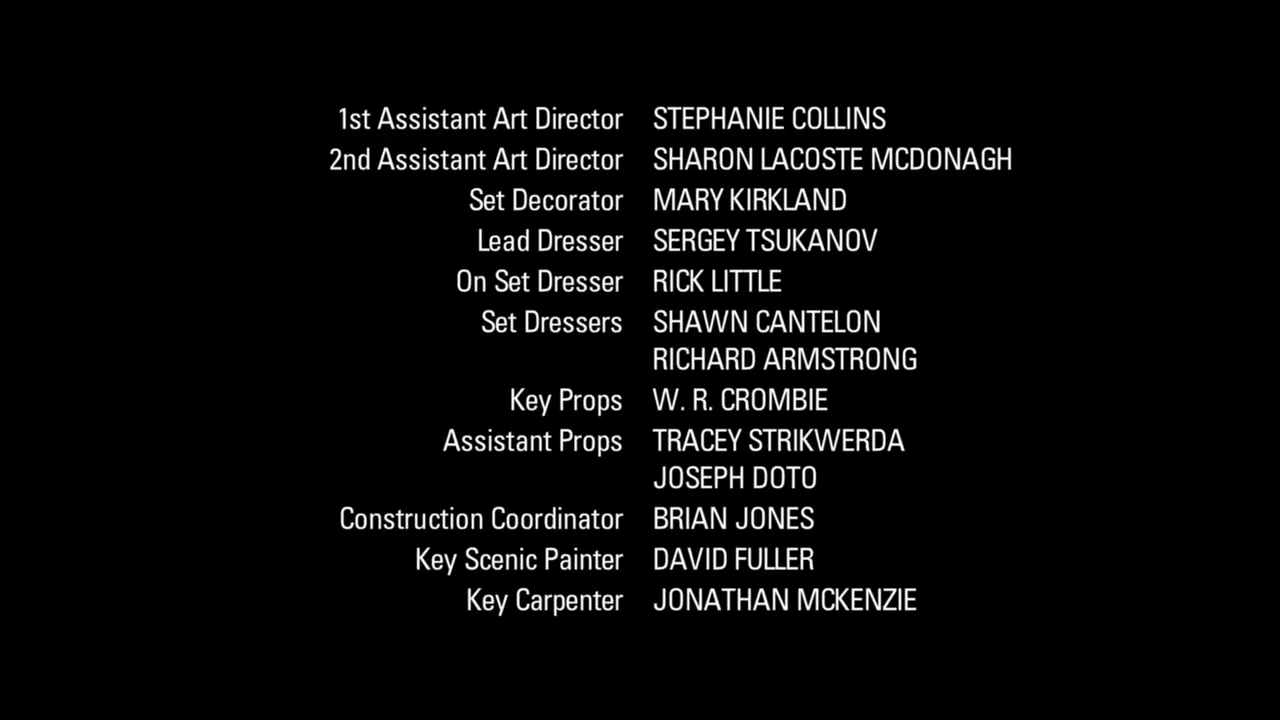 1st Assistant Art Director STEPHANIE COLLINS
2nd Assistant Art Director SHARON LACOSTE MCDONAGH
Set Decorator MARY KIRKLAND
Lead Dresser SERGEY TSUKANOV
On Set Dresser RICK LITTLE
Set Dressers SHAWN CANTELON
RICHARD ARMSTRONG
Key Props W. R. CROMBIE
Assistant Props TRACEY STRIKWERDA
JOSEPH DOTO
Construction Coordinator BRIAN JONES
Key Scenic Painter DAVID FULLER
Key Carpenter JONATHAN MCKENZIE